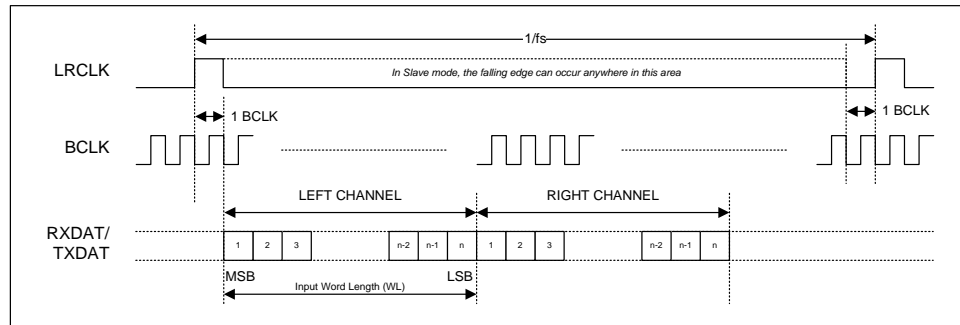 1/fs
LRCLK
In Slave mode, the falling edge can occur anywhere in this area
1 BCLK
1 BCLK
BCLK
LEFT CHANNEL
RIGHT CHANNEL
RXDAT/
TXDAT
1 2 3 n-2 n-1 n 1 2 3 n-2 n-1 n
MSB LSB
Input Word Length (WL)